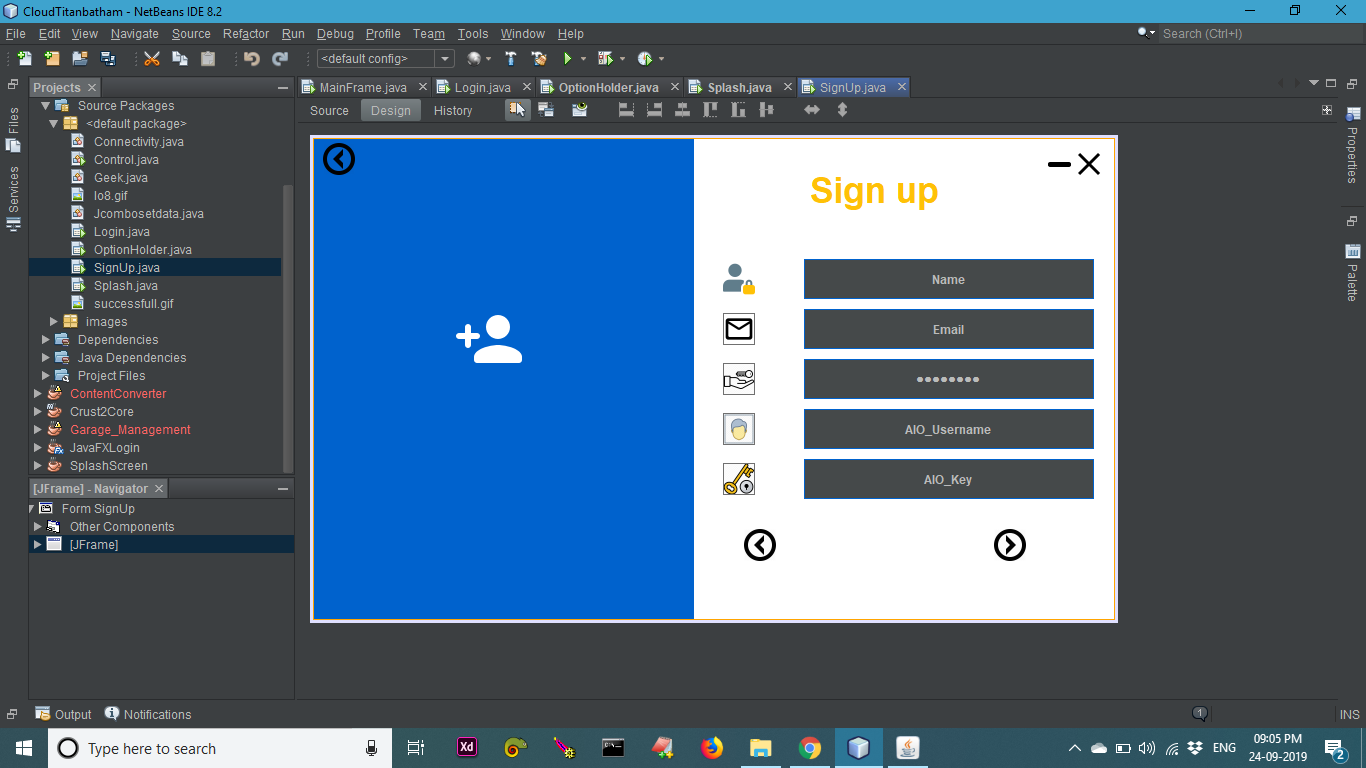 CloudTitanbatham - NetBeans IDE 8.2
File Edit View Navigate Source Refactor Run Debug Profile Team Tools Window Help
Search (Ctrl+I)
<default config>
Projects
MainFrame.java Login.java OptionHolder.java Splash.java SignUp.java
Source Design History
Files
Services
Source Packages
<default package>
Connectivity.java
Control.java
Geek.java
lo8.gif
Jcombosetdata.java
Login.java
OptionHolder.java
SignUp.java
Splash.java
successfull.gif
images
Dependencies
Java Dependencies
Project Files
ContentConverter
Crust2Core
Garage_Management
JavaFXLogin
SplashScreen
[JFrame] - Navigator
Form SignUp
Other Components
[JFrame]
Sign up
Name
Email
AIO_Username
AIO_Key
Properties
Palette
Output Notifications
1
INS
Type here to search
Xd
ENG
09:05 PM
24-09-2019
2